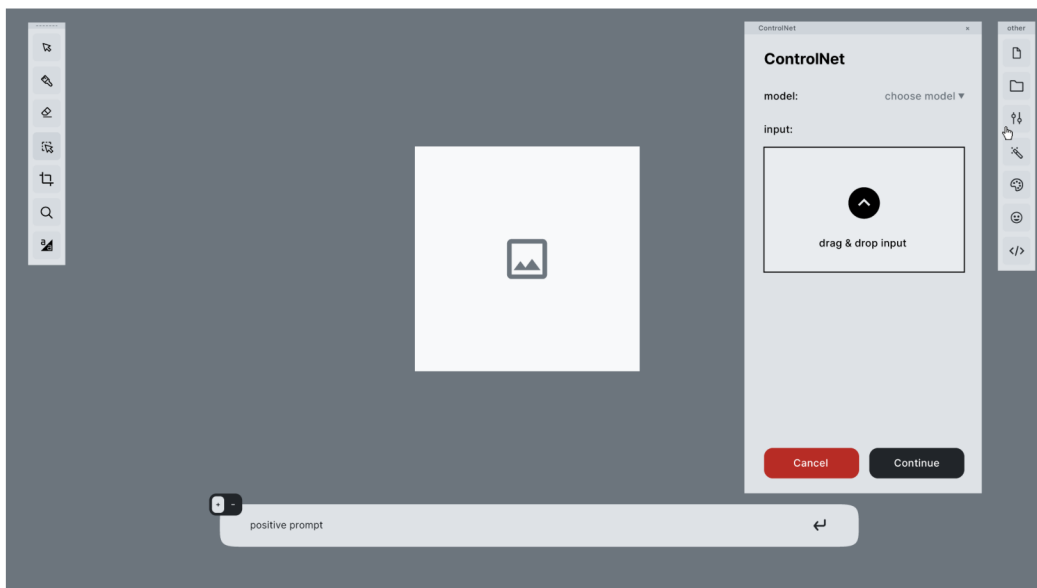 ControlNet ×
other
ControlNet
model: choose model ▼
input:
drag & drop input
Cancel Continue
+ -
positive prompt
a
</>